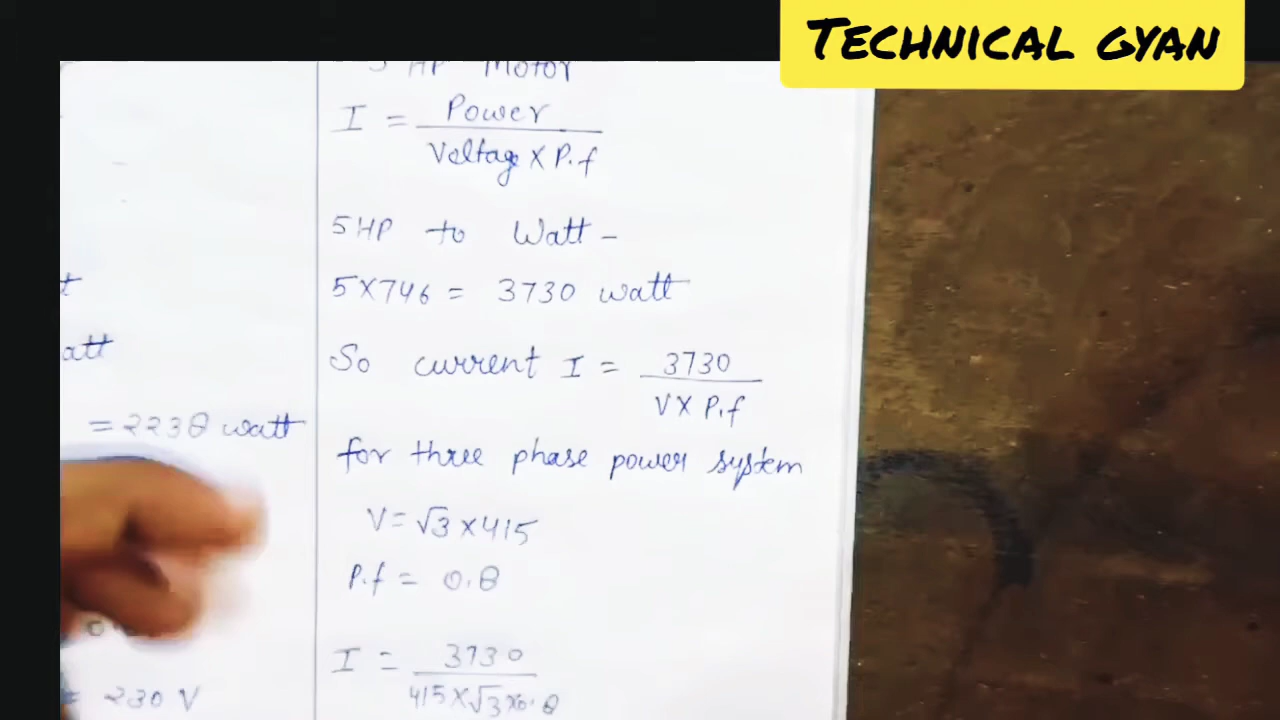 TECHNICAL GYAN
5 HP Motor
I = Power
Voltage X P.f
5HP to Watt -
5X746 = 3730 watt
So current I = 3730
V X P.f
for three phase power system
V = √3 X 415
P.f = 0.8
I = 3730
415 X √3 X 0.8
att
= 2238 watt
= 230 V